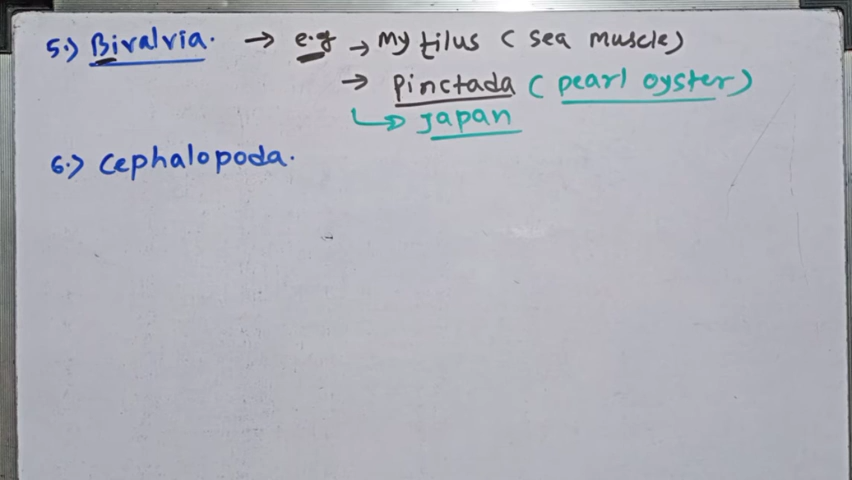 5.) Bivalvia. → e.g → Mytilus ( sea muscle)
→ Pinctada ( pearl oyster)
↳ Japan
6.) Cephalopoda.